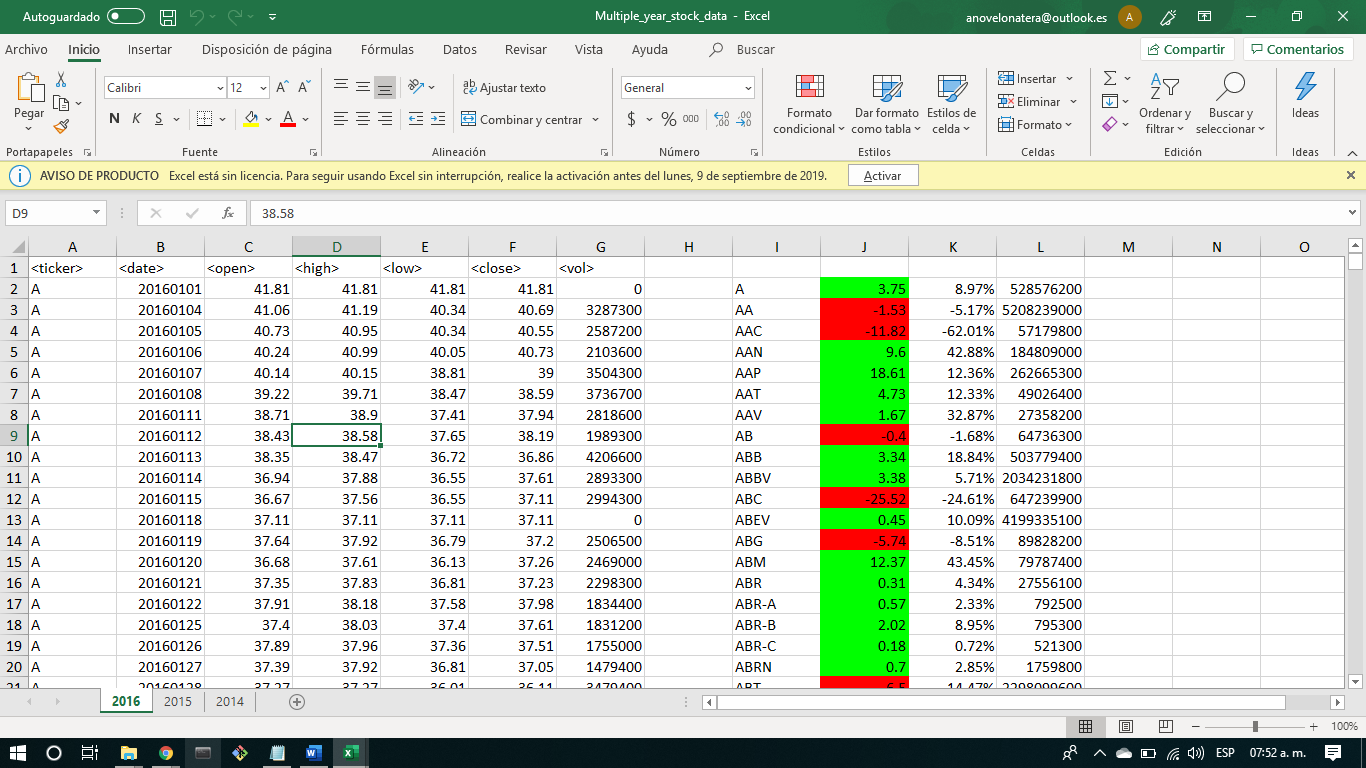 Autoguardado
Multiple_year_stock_data - Excel
anovelonatera@outlook.es A
Archivo Inicio Insertar Disposición de página Fórmulas Datos Revisar Vista Ayuda Buscar Compartir Comentarios
Pegar
Calibri 12
N K S A
Ajustar texto
Combinar y centrar
General
$ % 000
Formato condicional
Dar formato como tabla
Estilos de celda
Insertar
Eliminar
Formato
Ordenar y filtrar
Buscar y seleccionar
Ideas
Portapapeles Fuente Alineación Número Estilos Celdas Edición Ideas
AVISO DE PRODUCTO Excel está sin licencia. Para seguir usando Excel sin interrupción, realice la activación antes del lunes, 9 de septiembre de 2019. Activar
D9 fx 38.58
A B C D E F G H I J K L M N O
1 <ticker> <date> <open> <high> <low> <close> <vol>
2 A 20160101 41.81 41.81 41.81 41.81 0 A 3.75 8.97% 528576200
3 A 20160104 41.06 41.19 40.34 40.69 3287300 AA -1.53 -5.17% 5208239000
4 A 20160105 40.73 40.95 40.34 40.55 2587200 AAC -11.82 -62.01% 57179800
5 A 20160106 40.24 40.99 40.05 40.73 2103600 AAN 9.6 42.88% 184809000
6 A 20160107 40.14 40.15 38.81 39 3504300 AAP 18.61 12.36% 262665300
7 A 20160108 39.22 39.71 38.47 38.59 3736700 AAT 4.73 12.33% 49026400
8 A 20160111 38.71 38.9 37.41 37.94 2818600 AAV 1.67 32.87% 27358200
9 A 20160112 38.43 38.58 37.65 38.19 1989300 AB -0.4 -1.68% 64736300
10 A 20160113 38.35 38.47 36.72 36.86 4206600 ABB 3.34 18.84% 503779400
11 A 20160114 36.94 37.88 36.55 37.61 2893300 ABBV 3.38 5.71% 2034231800
12 A 20160115 36.67 37.56 36.55 37.11 2994300 ABC -25.52 -24.61% 647239900
13 A 20160118 37.11 37.11 37.11 37.11 0 ABEV 0.45 10.09% 4199335100
14 A 20160119 37.64 37.92 36.79 37.2 2506500 ABG -5.74 -8.51% 89828200
15 A 20160120 36.68 37.61 36.13 37.26 2469000 ABM 12.37 43.45% 79787400
16 A 20160121 37.35 37.83 36.81 37.23 2298300 ABR 0.31 4.34% 27556100
17 A 20160122 37.91 38.18 37.58 37.98 1834400 ABR-A 0.57 2.33% 792500
18 A 20160125 37.4 38.03 37.4 37.61 1831200 ABR-B 2.02 8.95% 795300
19 A 20160126 37.89 37.96 37.36 37.51 1755000 ABR-C 0.18 0.72% 521300
20 A 20160127 37.39 37.92 36.81 37.05 1479400 ABRN 0.7 2.85% 1759800
21 A 20160128 37.27 37.27 36.01 36.11 3479400 ABT
2016 2015 2014
100%
ESP 07:52 a. m.